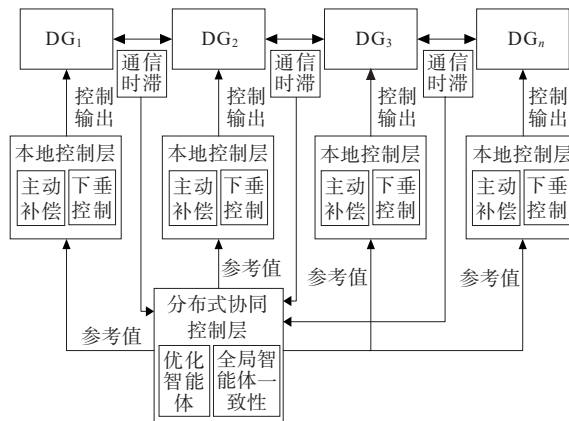 DG₁
DG₂
DG₃
DGₙ
通信
时滞
通信
时滞
通信
时滞
控制
输出
控制
输出
控制
输出
控制
输出
本地控制层
主动
补偿
下垂
控制
本地控制层
主动
补偿
下垂
控制
本地控制层
主动
补偿
下垂
控制
本地控制层
主动
补偿
下垂
控制
参考值
参考值
参考值
参考值
分布式协同
控制层
优化
智能
体
全局智
能体一
致性